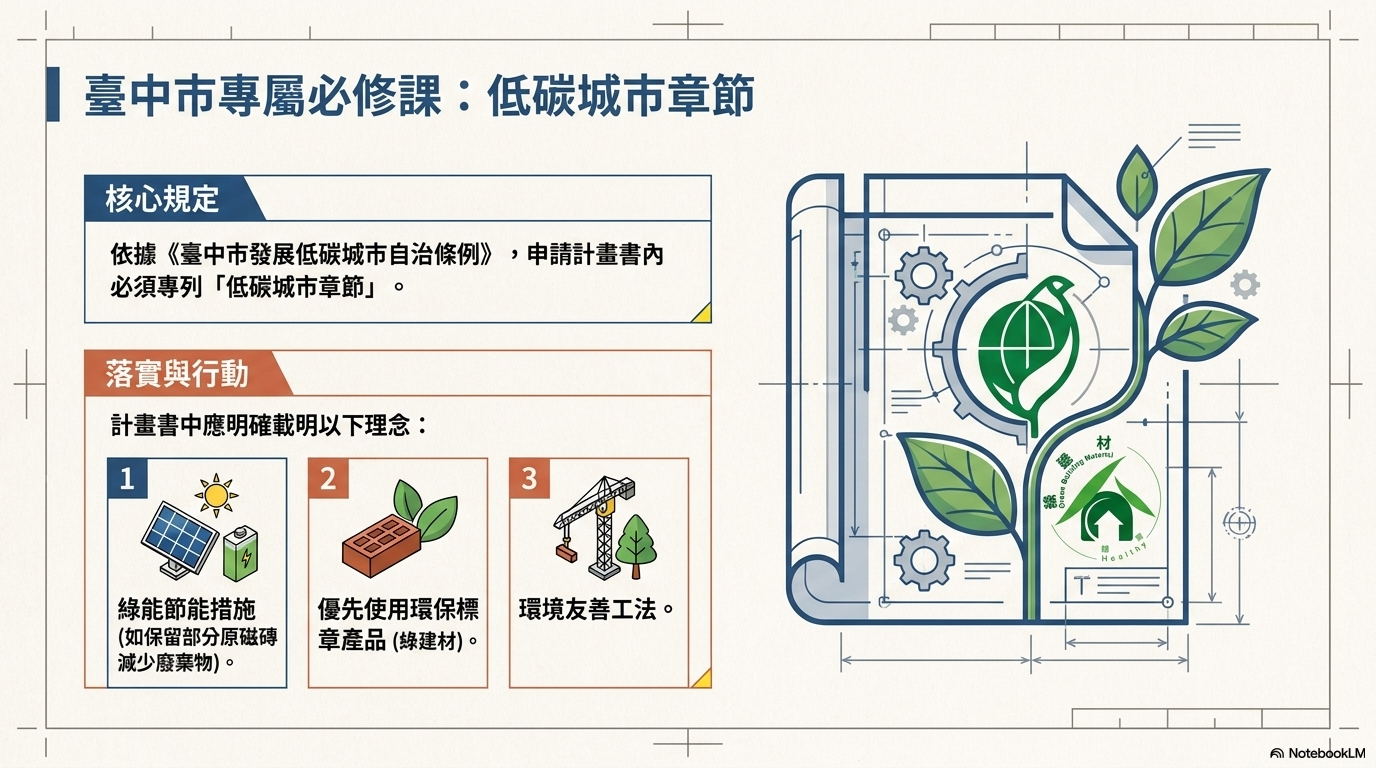 臺中市專屬必修課：低碳城市章節
核心規定
依據《臺中市發展低碳城市自治條例》，申請計畫書內
必須專列「低碳城市章節」。
落實與行動
計畫書中應明確載明以下理念：
1
綠能節能措施
(如保留部分原磁磚
減少廢棄物)。
2
優先使用環保標
章產品 (綠建材)。
3
環境友善工法。
材
Green Building Material
Healthy
T
NotebookLM